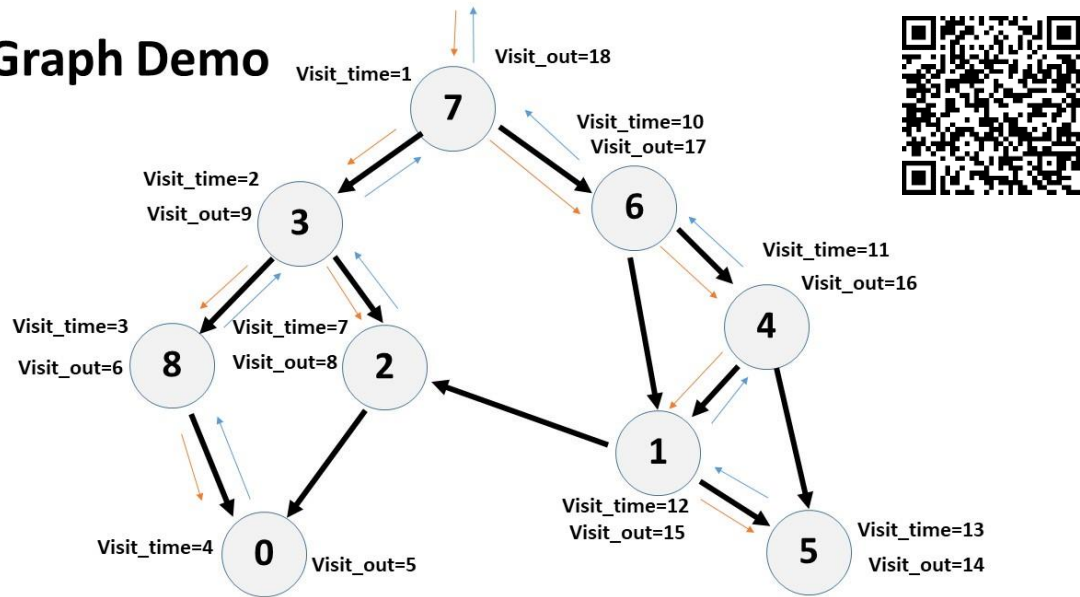 Graph Demo
Visit_time=1
Visit_out=18
7
Visit_time=10
Visit_out=17
6
Visit_time=2
Visit_out=9
3
Visit_time=11
Visit_out=16
4
Visit_time=3
Visit_out=6
8
Visit_time=7
Visit_out=8
2
1
Visit_time=12
Visit_out=15
Visit_time=4
0
Visit_out=5
5
Visit_time=13
Visit_out=14